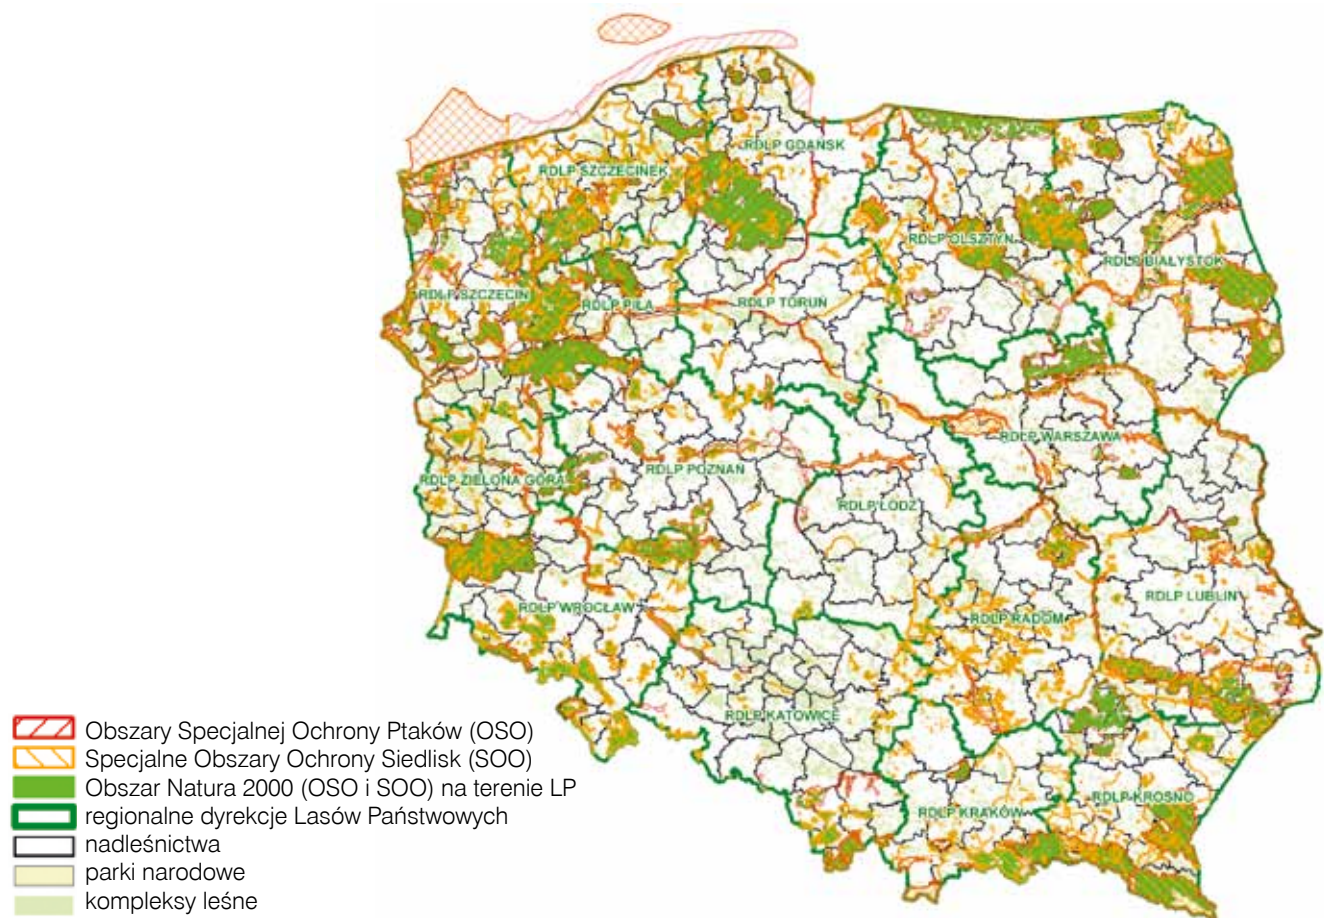 RDLP GDAŃSK
RDLP SZCZECINEK
RDLP OLSZTYN
RDLP BIAŁYSTOK
RDLP SZCZECIN
RDLP PIŁA
RDLP TORUŃ
RDLP WARSZAWA
RDLP POZNAŃ
RDLP ZIELONA GÓRA
RDLP ŁÓDŹ
RDLP LUBLIN
RDLP WROCŁAW
RDLP RADOM
RDLP KATOWICE
RDLP KROSNO
RDLP KRAKÓW
Obszary Specjalnej Ochrony Ptaków (OSO)
Specjalne Obszary Ochrony Siedlisk (SOO)
Obszar Natura 2000 (OSO i SOO) na terenie LP
regionalne dyrekcje Lasów Państwowych
nadleśnictwa
parki narodowe
kompleksy leśne